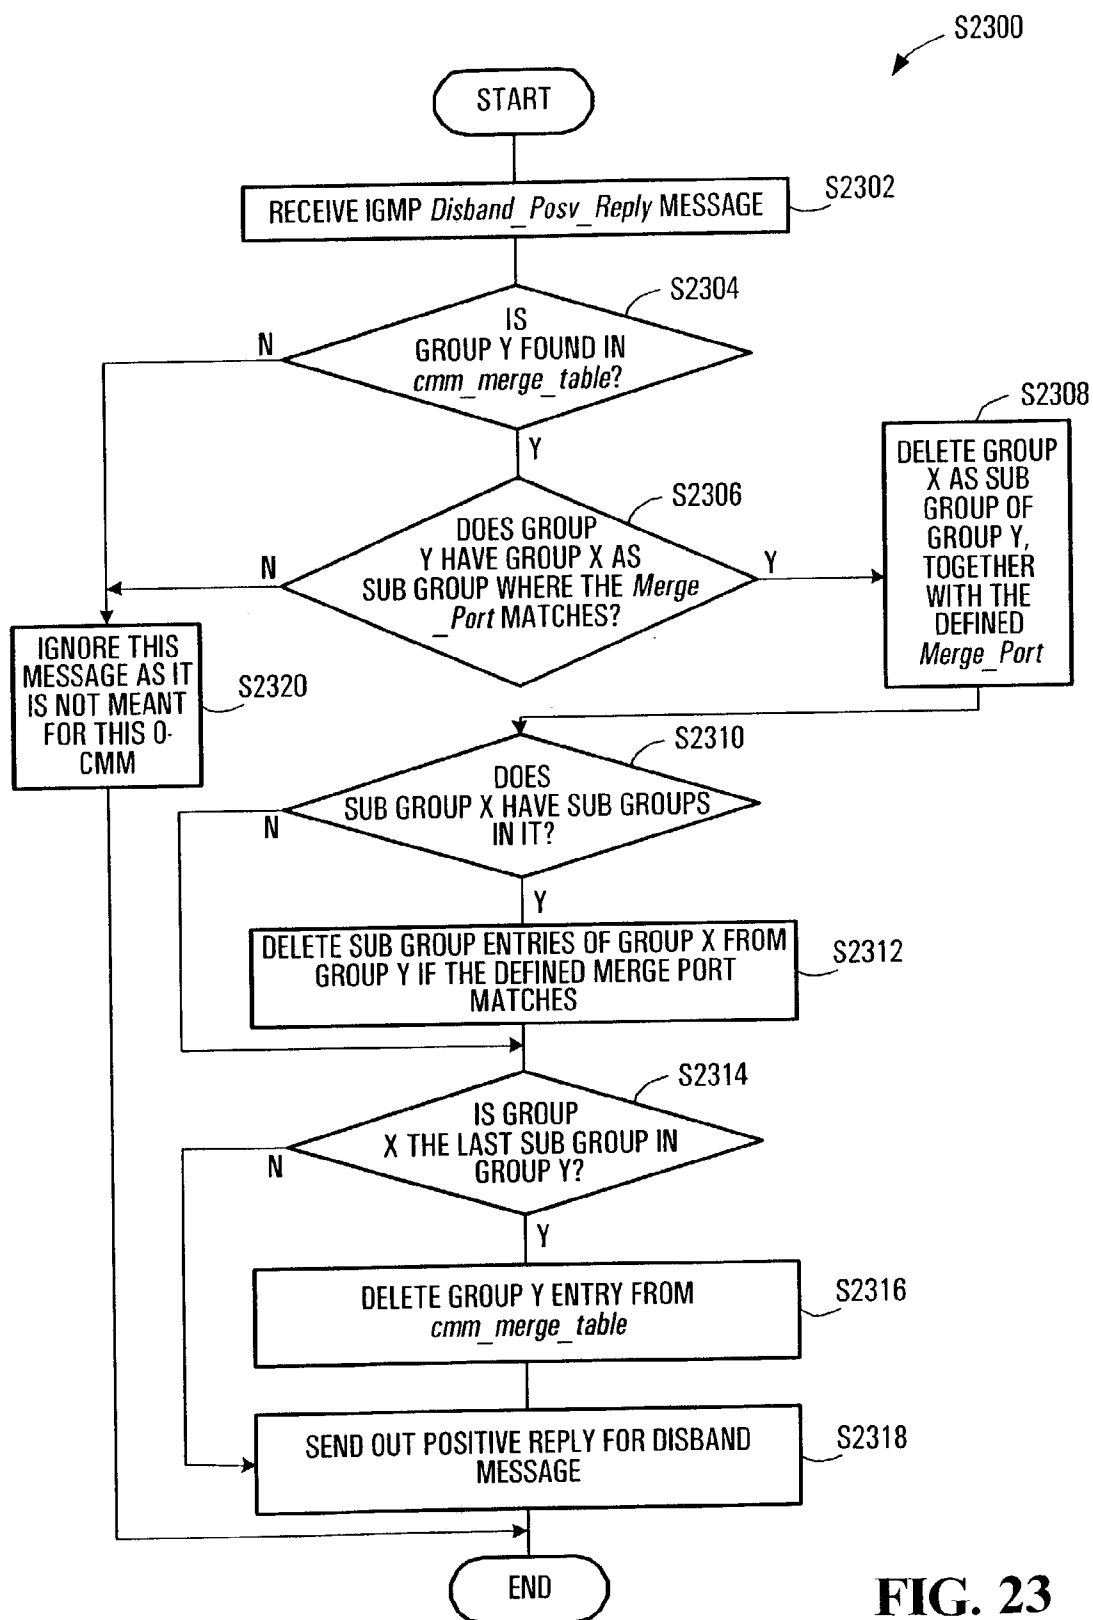 S2300
START
S2302
RECEIVE IGMP Disband_Posv_Reply MESSAGE
S2304
IS
GROUP Y FOUND IN
cmm_merge_table?
N
Y
S2308
DELETE GROUP
X AS SUB
GROUP OF
GROUP Y,
TOGETHER
WITH THE
DEFINED
Merge_Port
S2306
DOES GROUP
Y HAVE GROUP X AS
SUB GROUP WHERE THE Merge
_Port MATCHES?
N
Y
IGNORE THIS
MESSAGE AS IT
IS NOT MEANT
FOR THIS O-
CMM
S2320
S2310
DOES
SUB GROUP X HAVE SUB GROUPS
IN IT?
N
Y
DELETE SUB GROUP ENTRIES OF GROUP X FROM
GROUP Y IF THE DEFINED MERGE PORT
MATCHES
S2312
S2314
IS GROUP
X THE LAST SUB GROUP IN
GROUP Y?
N
Y
DELETE GROUP Y ENTRY FROM
cmm_merge_table
S2316
SEND OUT POSITIVE REPLY FOR DISBAND
MESSAGE
S2318
END
FIG. 23